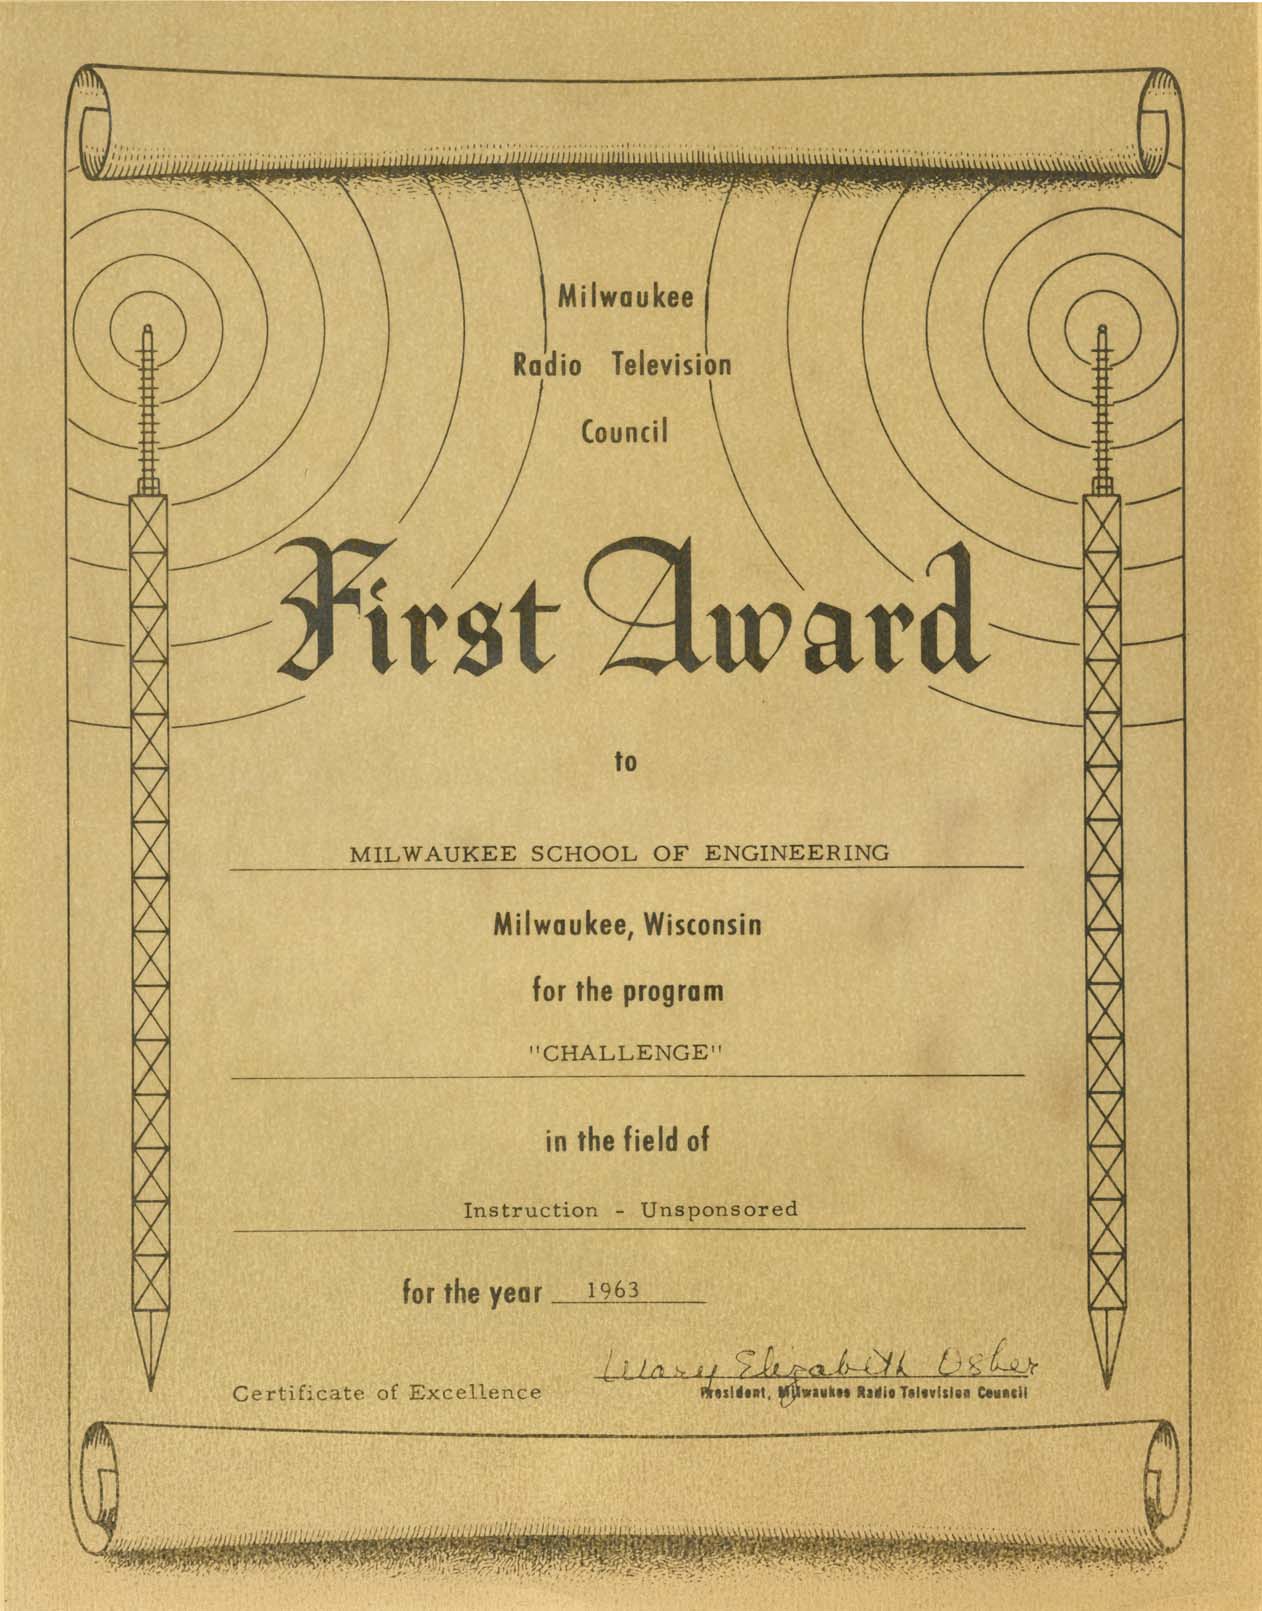 Milwaukee
Radio Television
Council
First Award
to
MILWAUKEE SCHOOL OF ENGINEERING
Milwaukee, Wisconsin
for the program
"CHALLENGE"
in the field of
Instruction - Unsponsored
for the year 1963
Mary Elizabeth Osher
Certificate of Excellence President, Milwaukee Radio Television Council